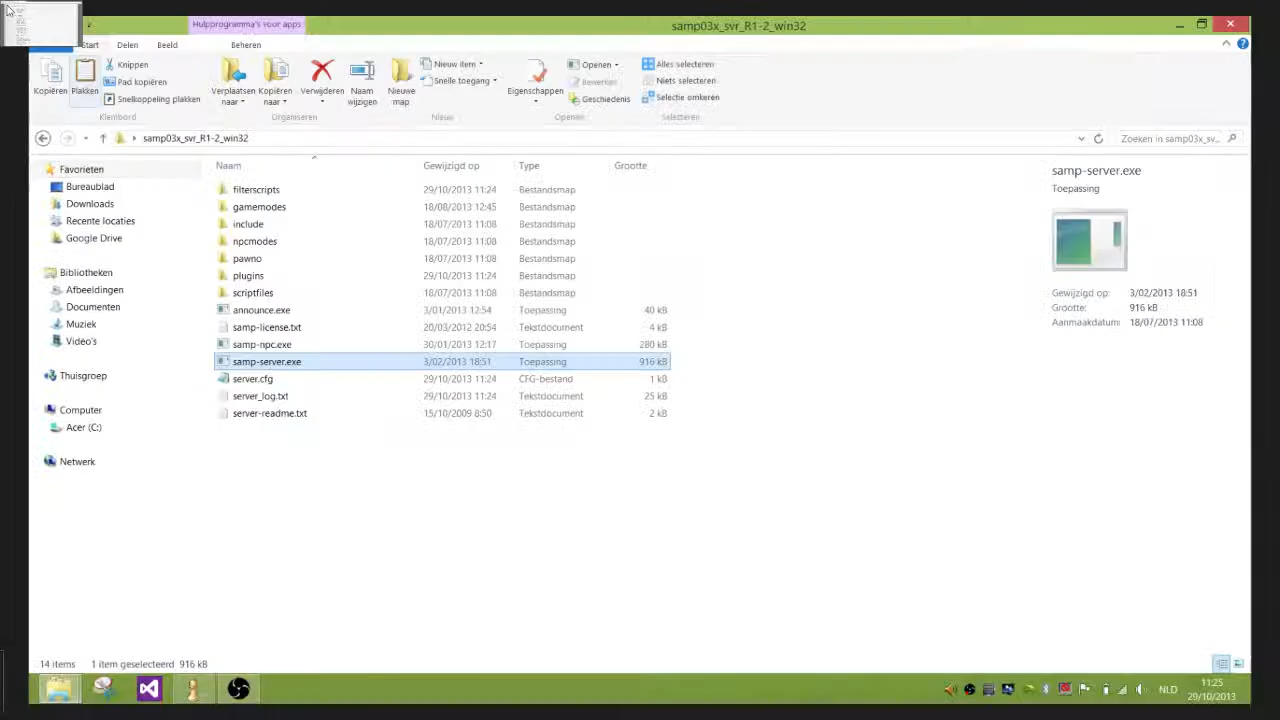 Hulpprogramma's voor apps
samp03x_svr_R1-2_win32
Start Delen Beeld Beheren
Kopiëren
Plakken
Knippen
Pad kopiëren
Snelkoppeling plakken
Klembord
Verplaatsen naar
Kopiëren naar
Verwijderen
Naam wijzigen
Organiseren
Nieuwe map
Nieuw item
Snelle toegang
Nieuw
Eigenschappen
Openen
Bewerken
Geschiedenis
Openen
Alles selecteren
Niets selecteren
Selectie omkeren
Selecteren
samp03x_svr_R1-2_win32
Zoeken in samp03x_sv...
Favorieten
Bureaublad
Downloads
Recente locaties
Google Drive
Bibliotheken
Afbeeldingen
Documenten
Muziek
Video's
Thuisgroep
Computer
Acer (C:)
Netwerk
Naam Gewijzigd op Type Grootte
filterscripts 29/10/2013 11:24 Bestandsmap
gamemodes 18/08/2013 12:45 Bestandsmap
include 18/07/2013 11:08 Bestandsmap
npcmodes 18/07/2013 11:08 Bestandsmap
pawno 18/07/2013 11:08 Bestandsmap
plugins 29/10/2013 11:24 Bestandsmap
scriptfiles 18/07/2013 11:08 Bestandsmap
announce.exe 3/01/2013 12:54 Toepassing 40 kB
samp-license.txt 20/03/2012 20:54 Tekstdocument 4 kB
samp-npc.exe 30/01/2013 12:17 Toepassing 280 kB
samp-server.exe 3/02/2013 18:51 Toepassing 916 kB
server.cfg 29/10/2013 11:24 CFG-bestand 1 kB
server_log.txt 29/10/2013 11:24 Tekstdocument 25 kB
server-readme.txt 15/10/2009 8:50 Tekstdocument 2 kB
samp-server.exe
Toepassing
Gewijzigd op: 3/02/2013 18:51
Grootte: 916 kB
Aanmaakdatum: 18/07/2013 11:08
14 items 1 item geselecteerd 916 kB
NLD
11:25
29/10/2013